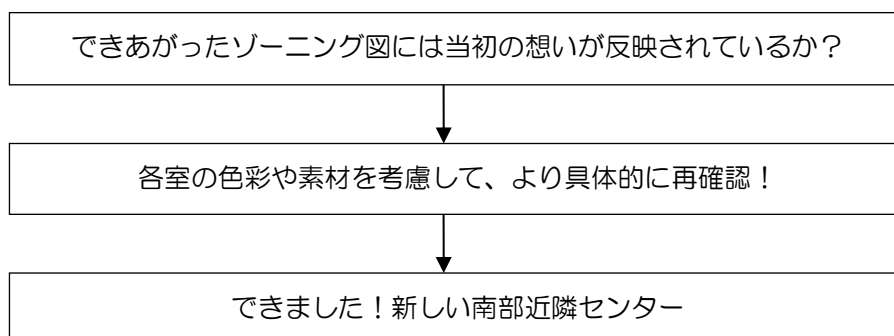 できあがったゾーニング図には当初の想いが反映されているか？
各室の色彩や素材を考慮して、より具体的に再確認！
できました！新しい南部近隣センター